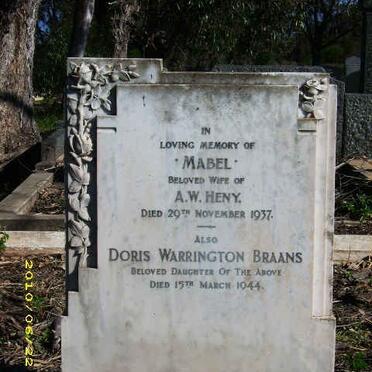 IN
LOVING MEMORY OF
MABEL
BELOVED WIFE OF
A.W. HENY.
DIED 29TH NOVEMBER 1937.
ALSO
DORIS WARRINGTON BRAANS
BELOVED DAUGHTER OF THE ABOVE
DIED 15TH MARCH 1944.
2010/06/22